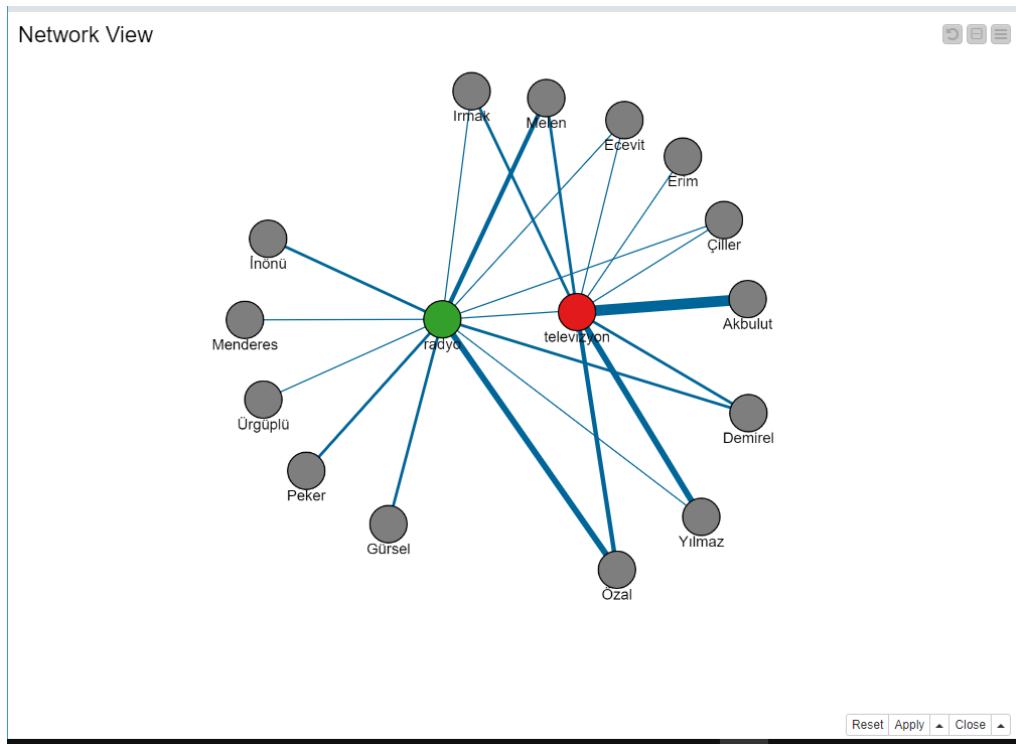 Network View
Irmak
Melen
Ecevit
Erim
Çiller
İnönü
Akbulut
Menderes
radyo
televizyon
Ürgüplü
Demirel
Peker
Gürsel
Yılmaz
Özal
Reset Apply Close